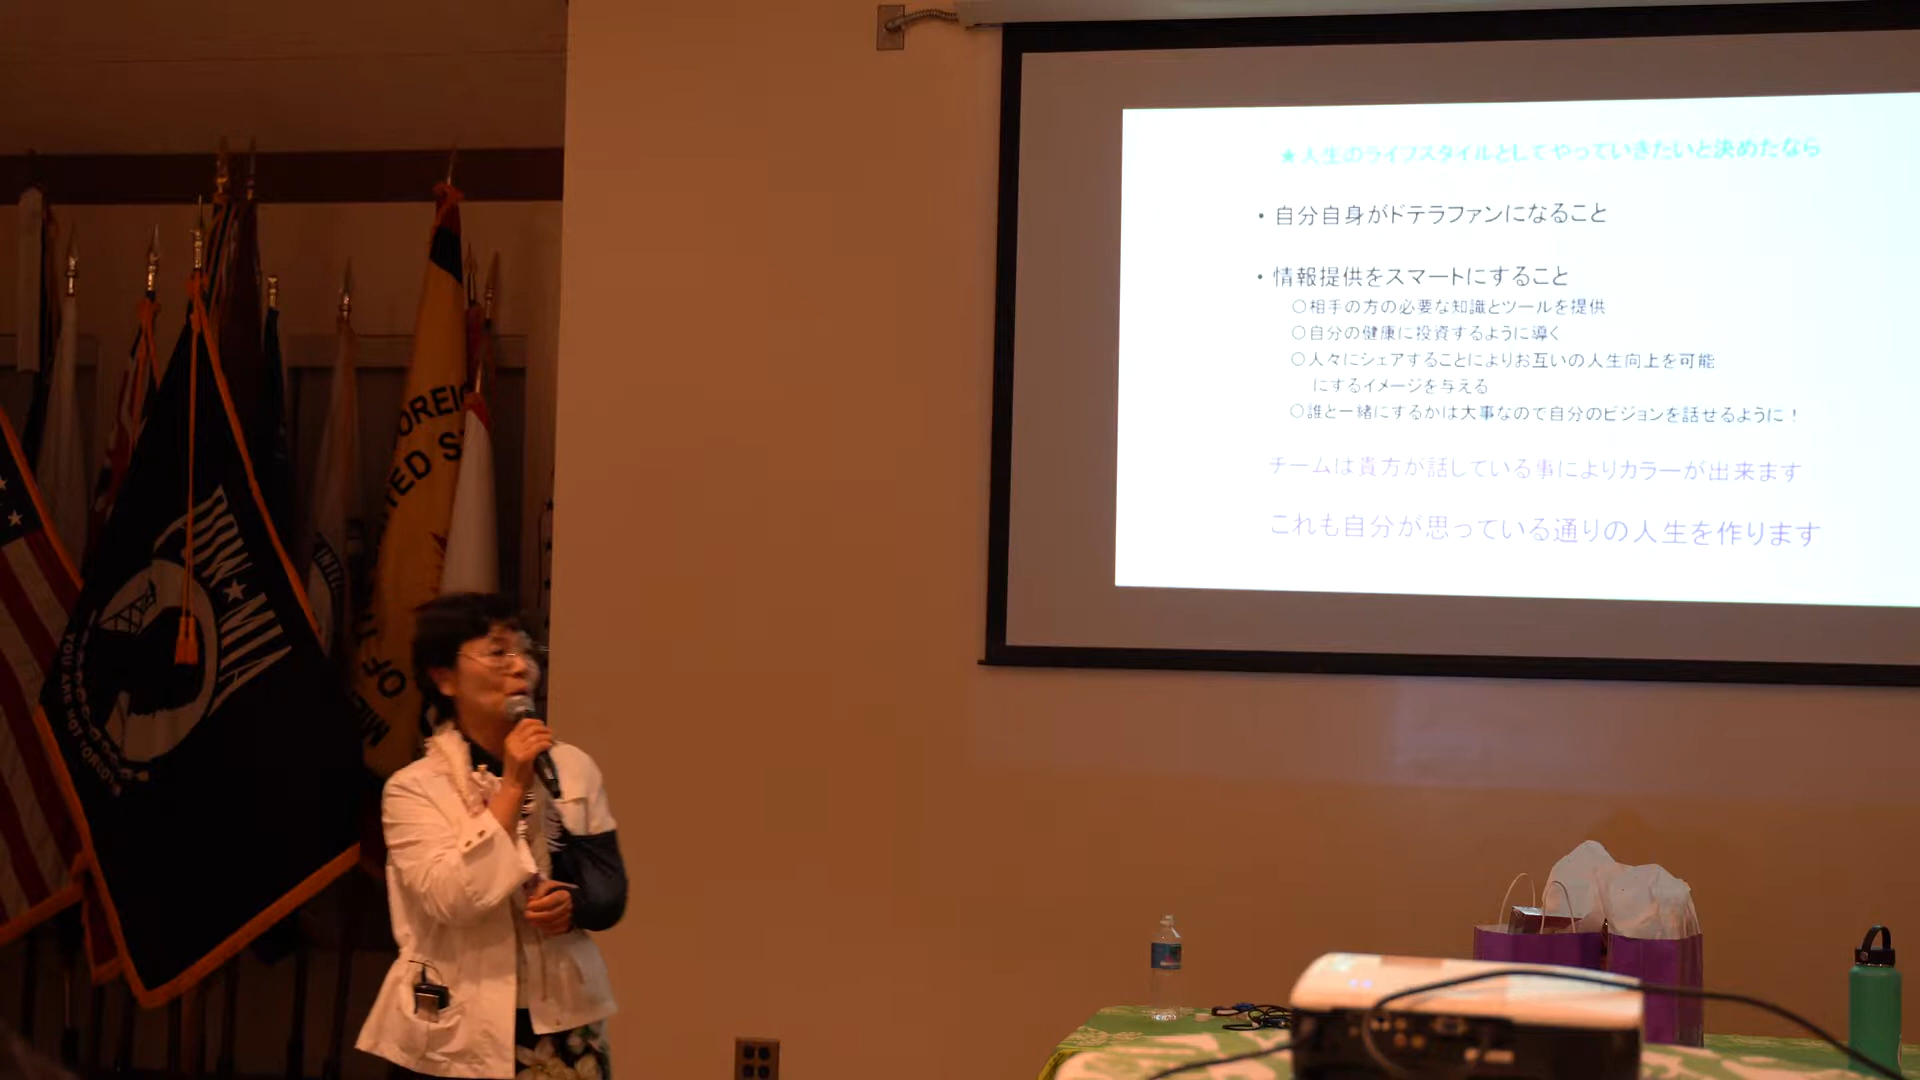 ★人生のライフスタイルとしてやっていきたいと決めたなら
・自分自身がドテラファンになること
・情報提供をスマートにすること
○相手の方の必要な知識とツールを提供
○自分の健康に投資するように導く
○人々にシェアすることによりお互いの人生向上を可能
にするイメージを与える
○誰と一緒にするかは大事なので自分のビジョンを話せるように！
チームは貴方が話している事によりカラーが出来ます
これも自分が思っている通りの人生を作ります
POW★MIA
YOU ARE NOT
OF